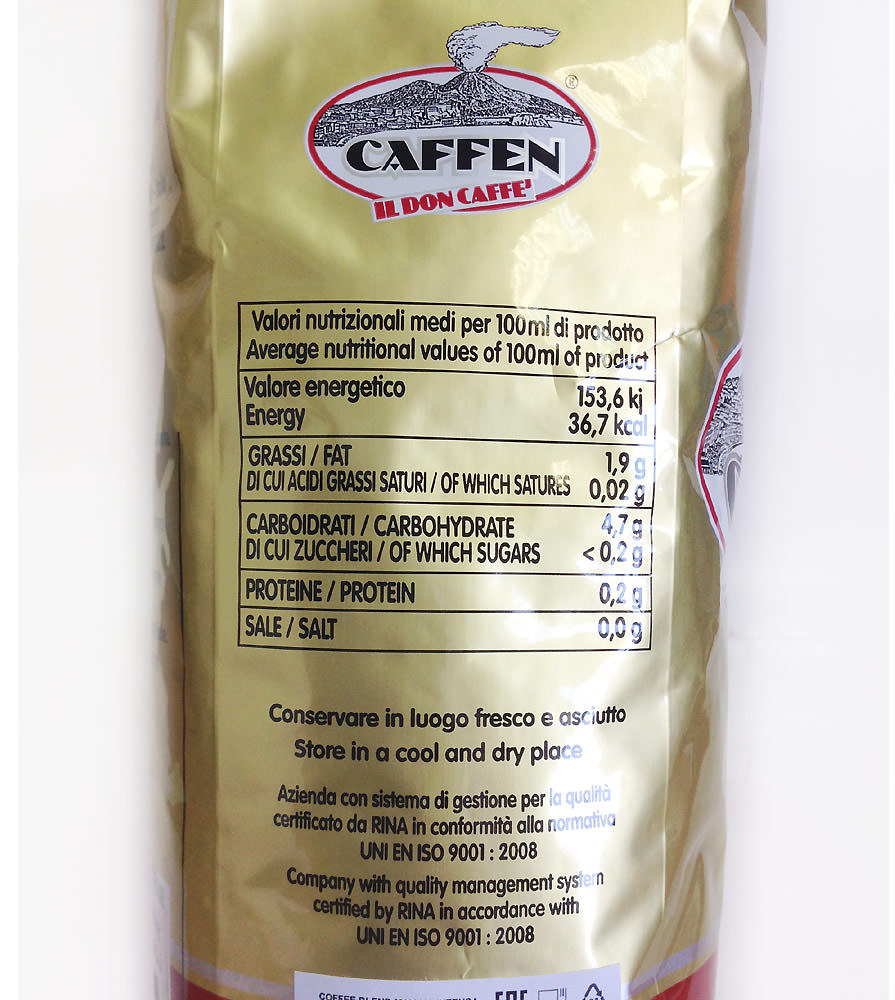 ®
CAFFEN
IL DON CAFFE'
Valori nutrizionali medi per 100ml di prodotto
Average nutritional values of 100ml of product
Valore energetico 153,6 kj
Energy 36,7 kcal
GRASSI / FAT 1,9 g
DI CUI ACIDI GRASSI SATURI / OF WHICH SATURES 0,02 g
CARBOIDRATI / CARBOHYDRATE 4,7 g
DI CUI ZUCCHERI / OF WHICH SUGARS < 0,2 g
PROTEINE / PROTEIN 0,2 g
SALE / SALT 0,0 g
Conservare in luogo fresco e asciutto
Store in a cool and dry place
Azienda con sistema di gestione per la qualità
certificato da RINA in conformità alla normativa
UNI EN ISO 9001 : 2008
Company with quality management system
certified by RINA in accordance with
UNI EN ISO 9001 : 2008
COFFEE BLEND